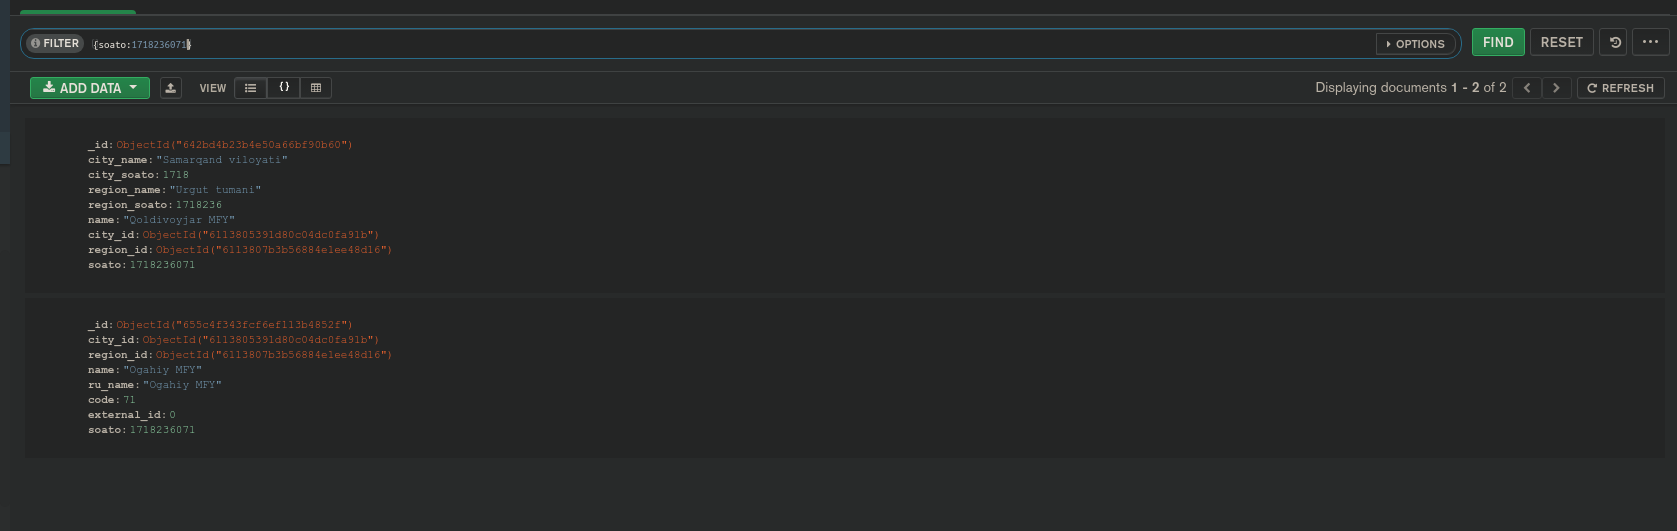 FILTER {soato:1718236071} OPTIONS FIND RESET
ADD DATA VIEW {} Displaying documents 1 - 2 of 2 REFRESH
_id: ObjectId("642bd4b23b4e50a66bf90b60")
city_name: "Samarqand viloyati"
city_soato: 1718
region_name: "Urgut tumani"
region_soato: 1718236
name: "Qoldivoyjar MFY"
city_id: ObjectId("6113805391d80c04dc0fa91b")
region_id: ObjectId("6113807b3b56884e1ee48d16")
soato: 1718236071
_id: ObjectId("655c4f343fcf6ef113b4852f")
city_id: ObjectId("6113805391d80c04dc0fa91b")
region_id: ObjectId("6113807b3b56884e1ee48d16")
name: "Ogahiy MFY"
ru_name: "Ogahiy MFY"
code: 71
external_id: 0
soato: 1718236071